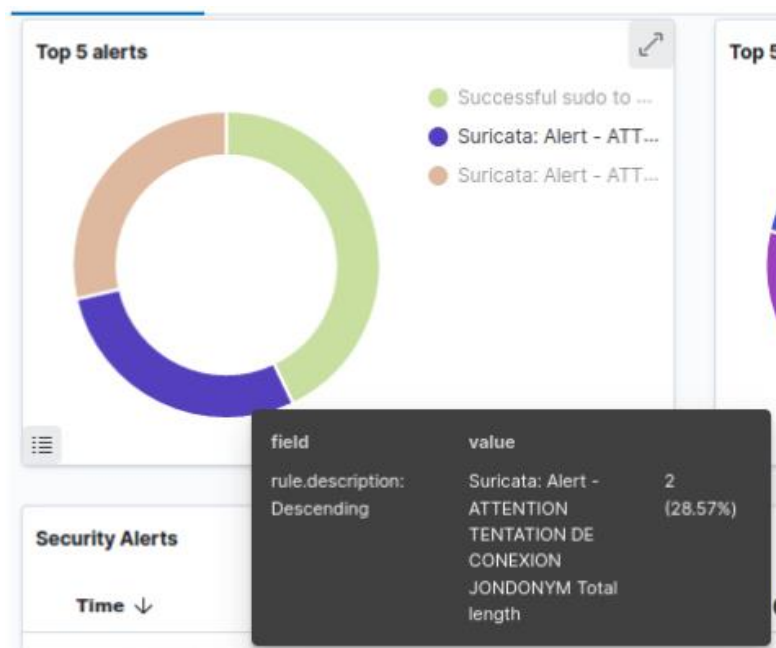 Top 5 alerts
Successful sudo to ...
Suricata: Alert - ATT...
Suricata: Alert - ATT...
Top 5
field value
rule.description: Suricata: Alert - 2
Descending ATTENTION (28.57%)
TENTATION DE
CONEXION
JONDONYM Total
length
Security Alerts
Time